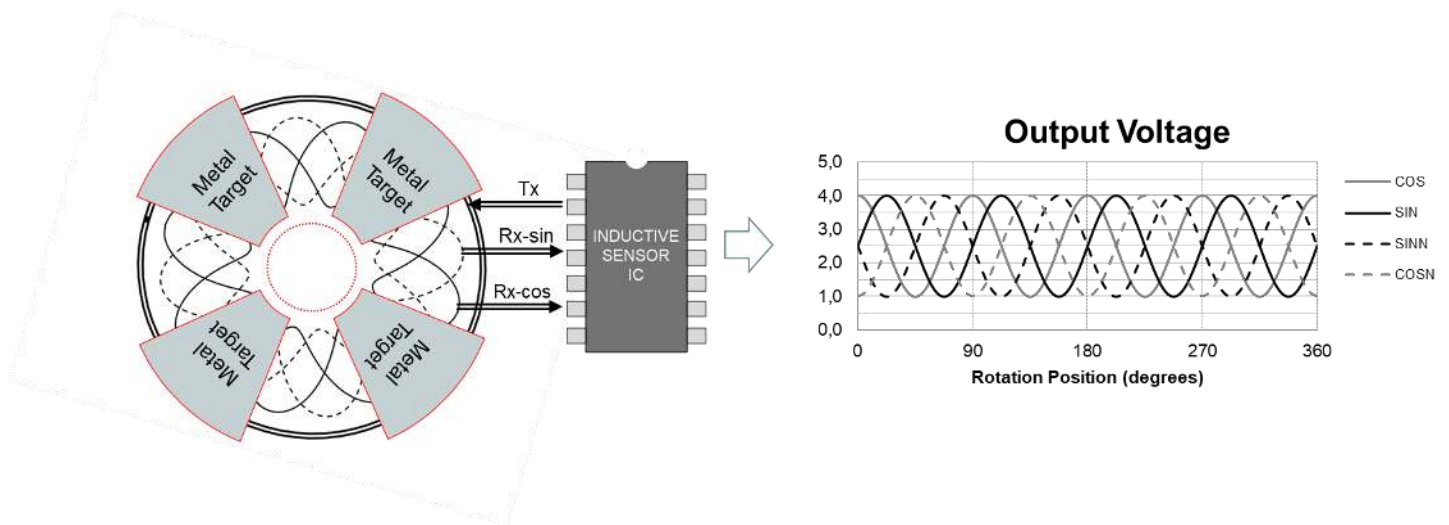 Metal
Target
Metal
Target
Metal
Target
Metal
Target
Tx
Rx-sin
Rx-cos
INDUCTIVE
SENSOR
IC
Output Voltage
5,0
4,0
3,0
2,0
1,0
0,0
0
90
180
270
360
Rotation Position (degrees)
COS
SIN
SINN
COSN